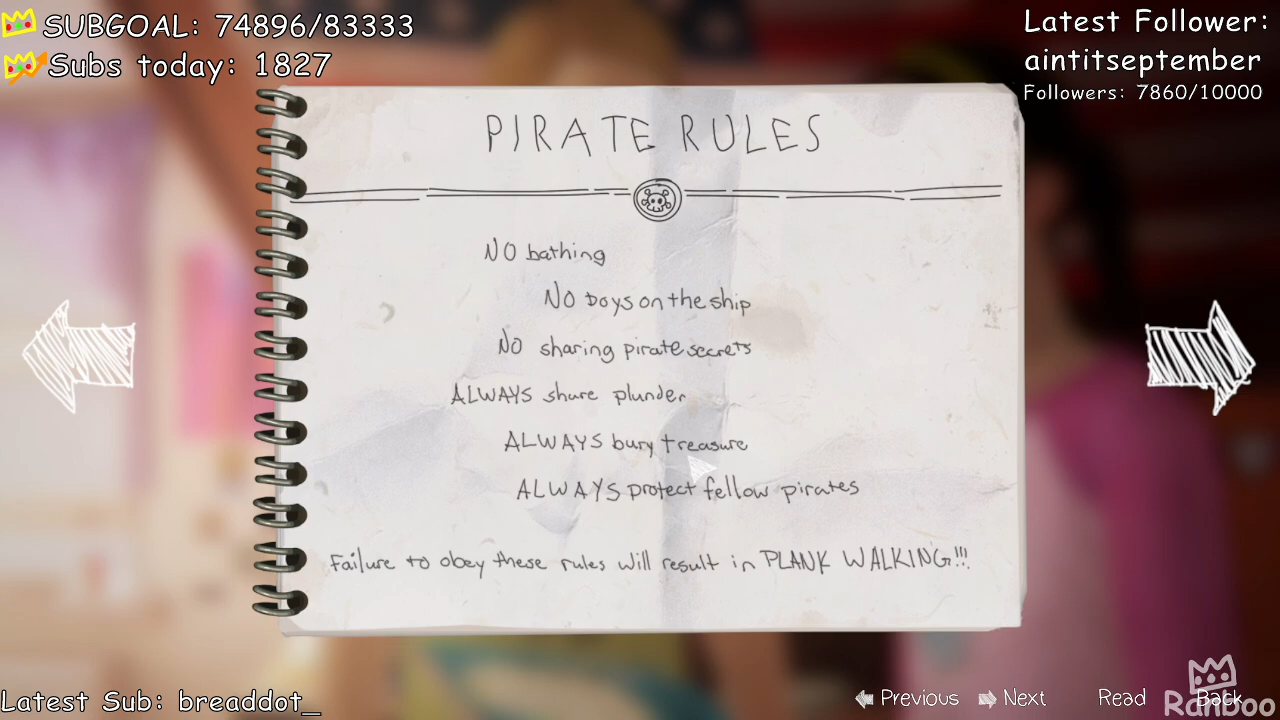 SUBGOAL: 74896/83333
Subs today: 1827
Latest Follower:
aintitseptember
Followers: 7860/10000
PIRATE RULES
NO bathing
NO boys on the ship
NO sharing pirate secrets
ALWAYS share plunder
ALWAYS bury treasure
ALWAYS protect fellow pirates
Failure to obey these rules will result in PLANK WALKING!!!
Latest Sub: breaddot_
Previous Next Read Back
Ranboo